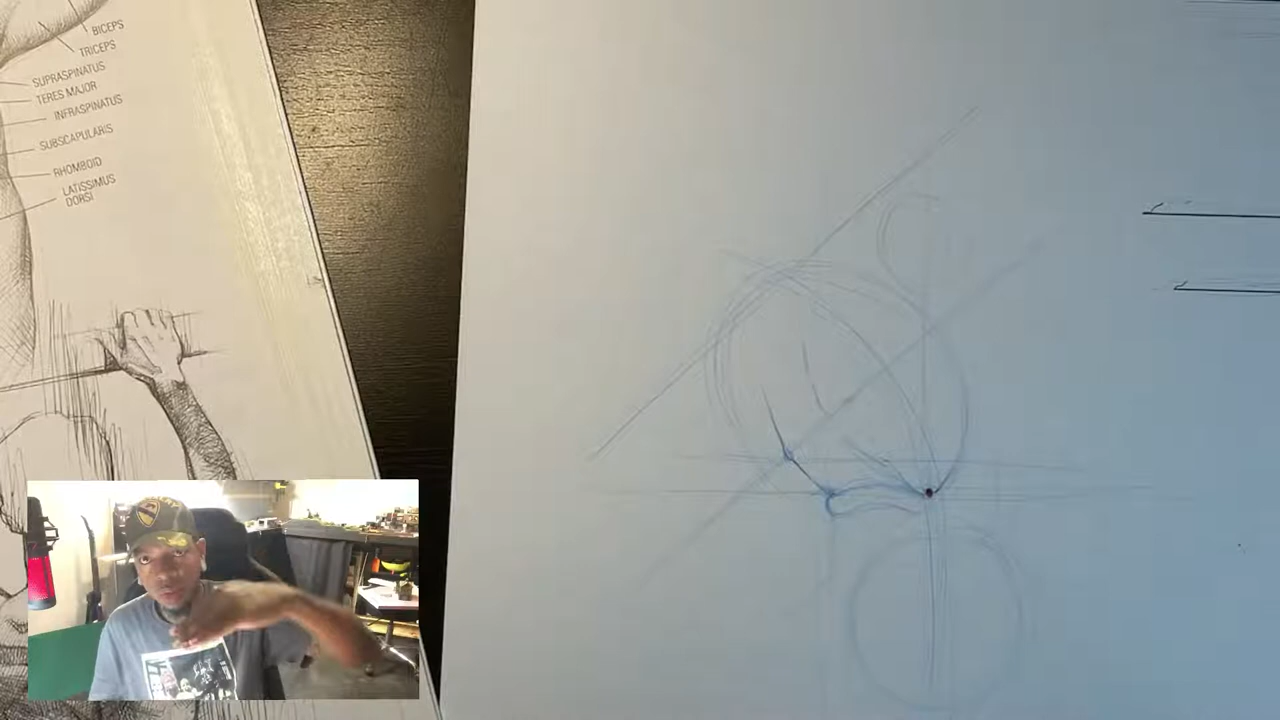 BICEPS
TRICEPS
SUPRASPINATUS
TERES MAJOR
INFRASPINATUS
SUBSCAPULARIS
RHOMBOID
LATISSIMUS
DORSI